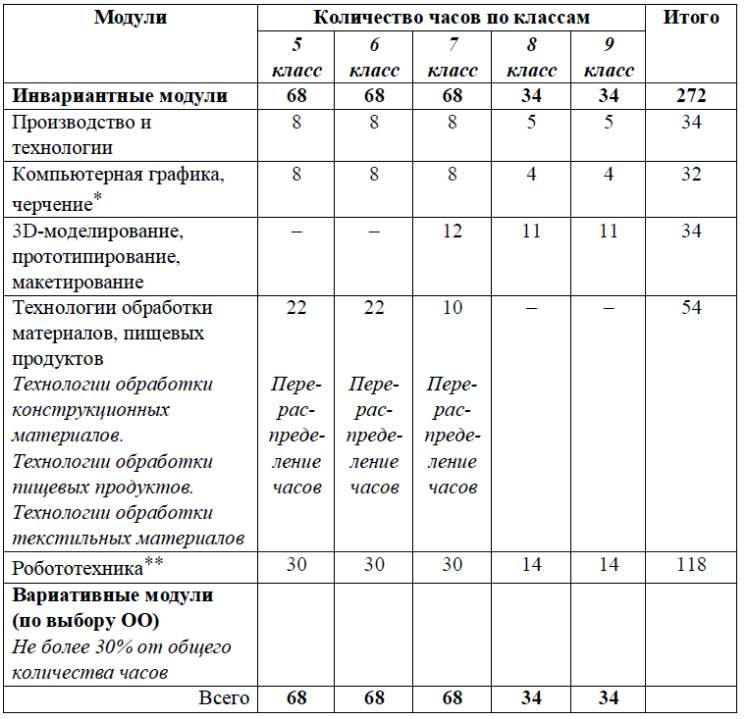 Модули Количество часов по классам Итого
5 6 7 8 9
класс класс класс класс класс
Инвариантные модули 68 68 68 34 34 272
Производство и 8 8 8 5 5 34
технологии
Компьютерная графика, 8 8 8 4 4 32
черчение*
3D-моделирование, – – 12 11 11 34
прототипирование,
макетирование
Технологии обработки 22 22 10 – – 54
материалов, пищевых
продуктов
Технологии обработки Пере- Пере- Пере-
конструкционных рас- рас- рас-
материалов. преде- преде- преде-
Технологии обработки ление ление ление
пищевых продуктов. часов часов часов
Технологии обработки
текстильных материалов
Робототехника** 30 30 30 14 14 118
Вариативные модули
(по выбору ОО)
Не более 30% от общего
количества часов
Всего 68 68 68 34 34